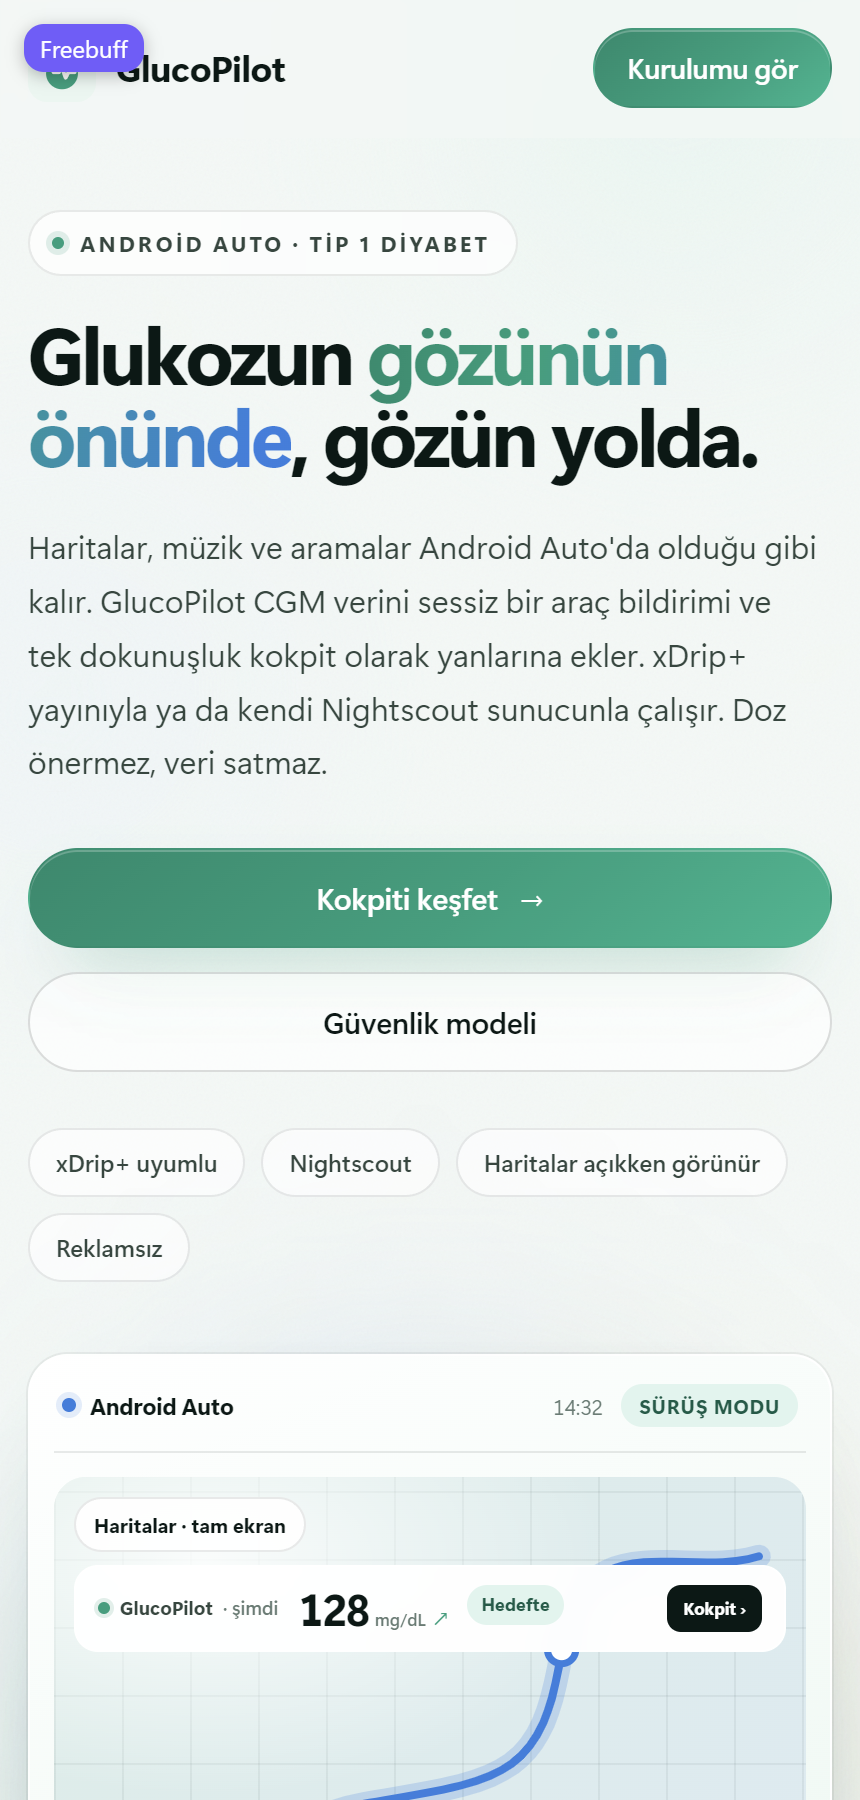 Freebuff
GlucoPilot
Kurulumu gör
ANDROİD AUTO · TİP 1 DİYABET
Glukozun gözünün
önünde, gözün yolda.
Haritalar, müzik ve aramalar Android Auto'da olduğu gibi
kalır. GlucoPilot CGM verini sessiz bir araç bildirimi ve
tek dokunuşluk kokpit olarak yanlarına ekler. xDrip+
yayınıyla ya da kendi Nightscout sunucunla çalışır. Doz
önermez, veri satmaz.
Kokpiti keşfet →
Güvenlik modeli
xDrip+ uyumlu
Nightscout
Haritalar açıkken görünür
Reklamsız
Android Auto
14:32
SÜRÜŞ MODU
Haritalar · tam ekran
GlucoPilot · şimdi
128 mg/dL ↗
Hedefte
Kokpit ›